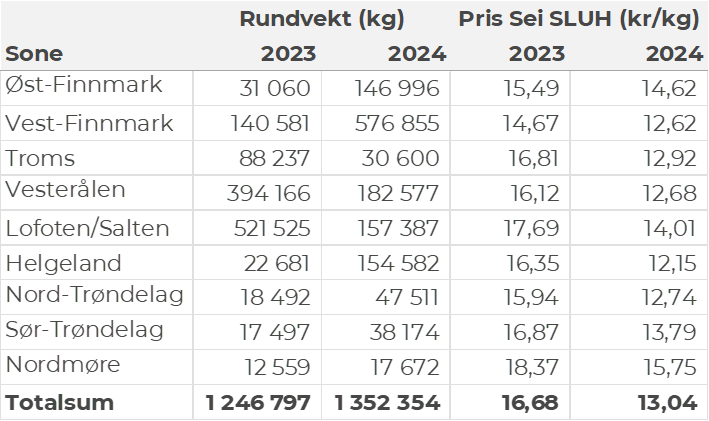 Rundvekt (kg) Pris Sei SLUH (kr/kg)
Sone 2023 2024 2023 2024
Øst-Finnmark 31 060 146 996 15,49 14,62
Vest-Finnmark 140 581 576 855 14,67 12,62
Troms 88 237 30 600 16,81 12,92
Vesterålen 394 166 182 577 16,12 12,68
Lofoten/Salten 521 525 157 387 17,69 14,01
Helgeland 22 681 154 582 16,35 12,15
Nord-Trøndelag 18 492 47 511 15,94 12,74
Sør-Trøndelag 17 497 38 174 16,87 13,79
Nordmøre 12 559 17 672 18,37 15,75
Totalsum 1 246 797 1 352 354 16,68 13,04